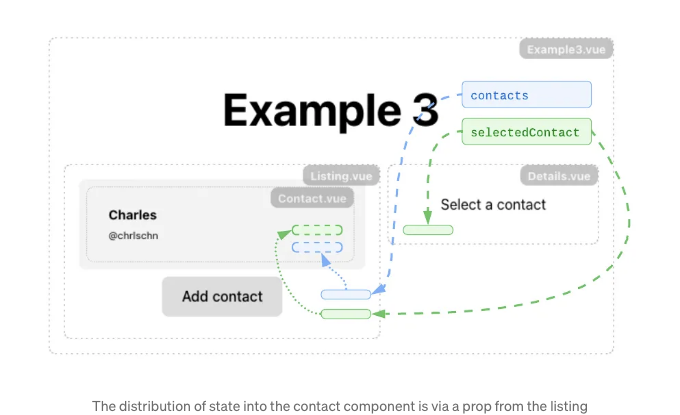 Example3.vue
contacts
Example 3
selectedContact
Listing.vue
Details.vue
Contact.vue
Select a contact
Charles
@chrlschn
Add contact
The distribution of state into the contact component is via a prop from the listing